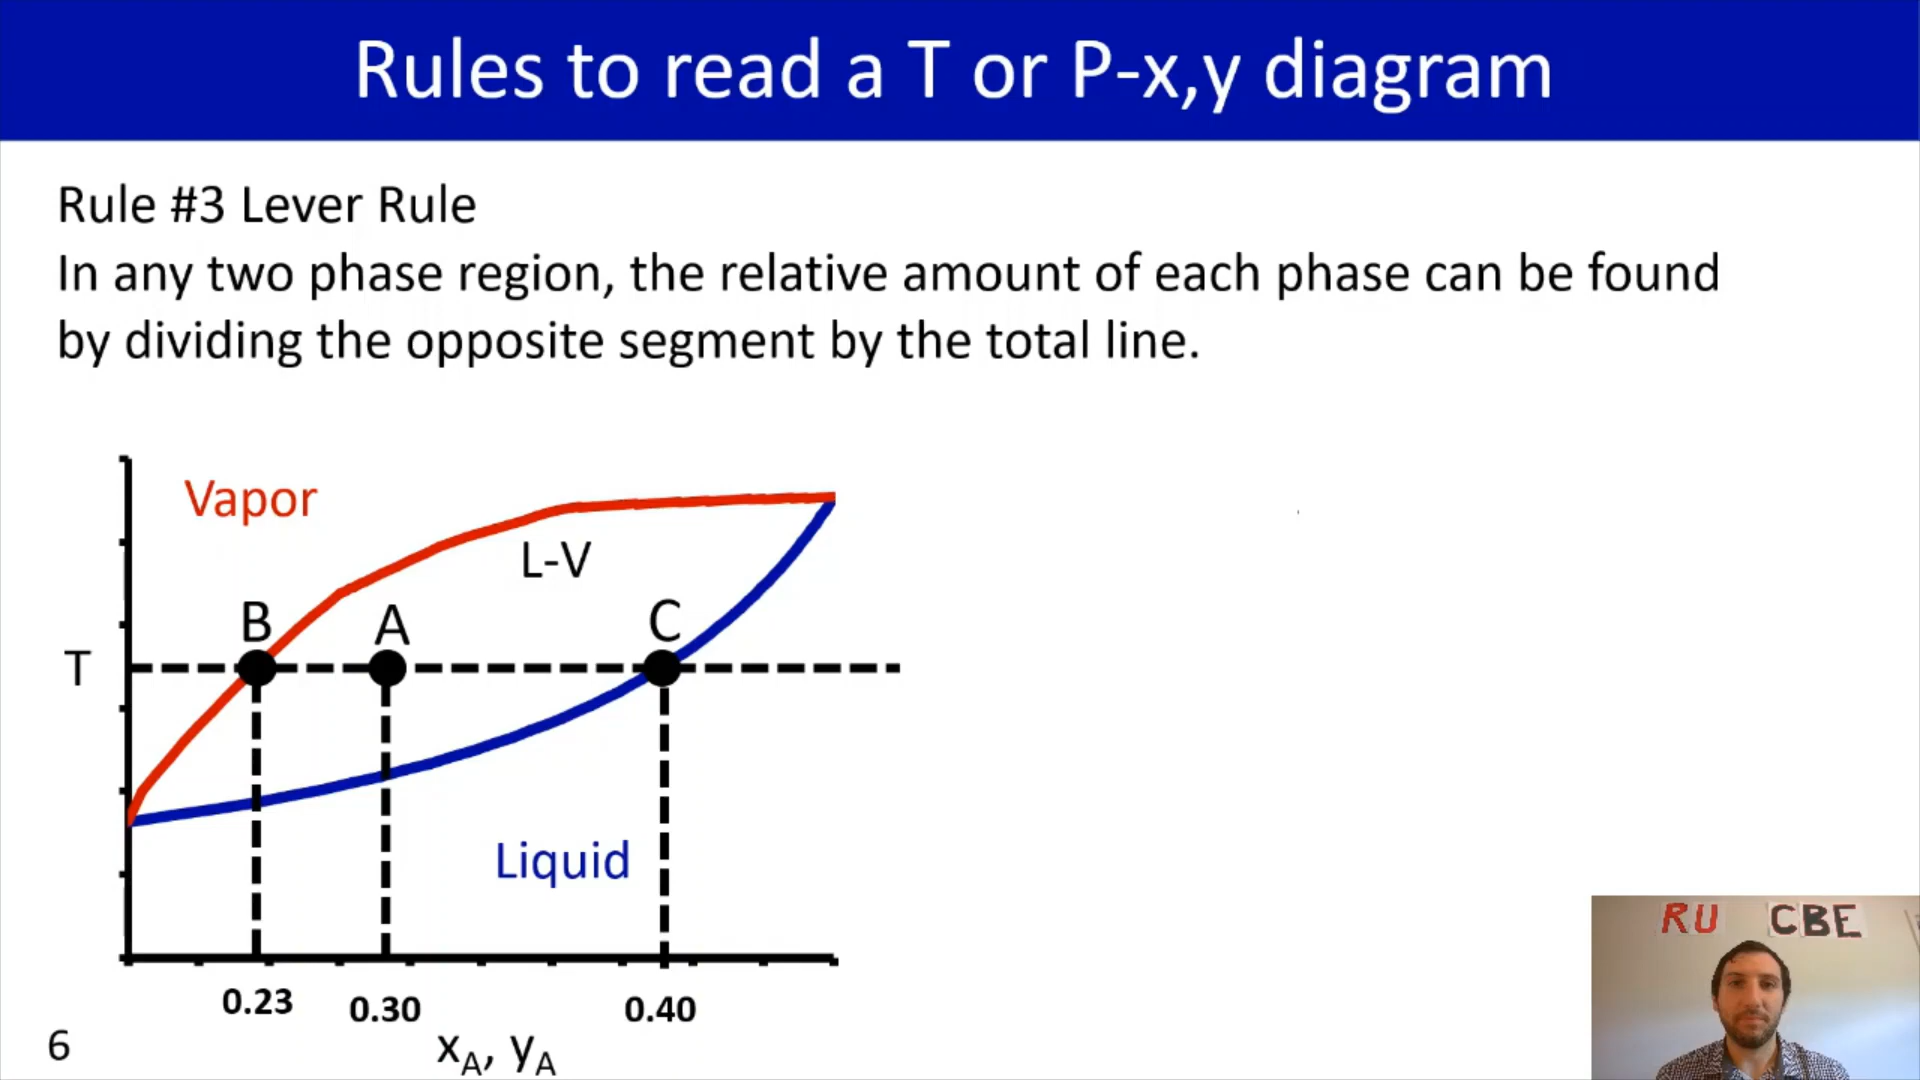 Rules to read a T or P-x,y diagram
Rule #3 Lever Rule
In any two phase region, the relative amount of each phase can be found
by dividing the opposite segment by the total line.
Vapor
L-V
B
A
C
T
Liquid
0.23
0.30
0.40
xA, yA
6
RU CBE